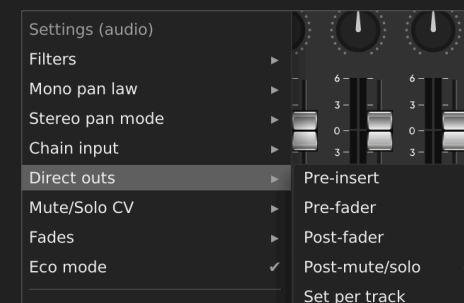 Settings (audio)
Filters
Mono pan law
Stereo pan mode
Chain input
Direct outs
Mute/Solo CV
Fades
Eco mode
6
3
0
3
6
3
0
3
Pre-insert
Pre-fader
Post-fader
Post-mute/solo
Set per track